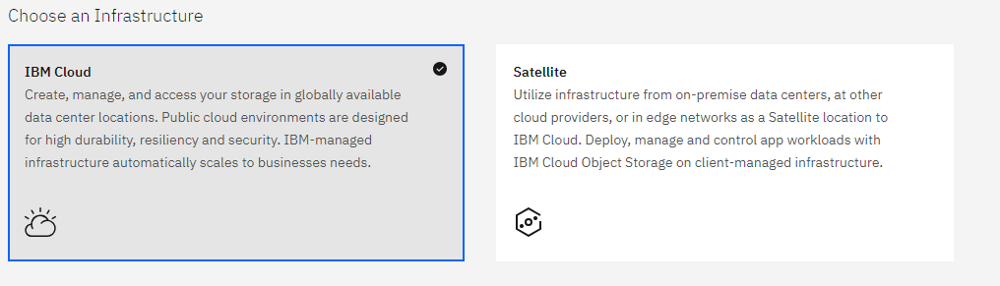 Choose an Infrastructure
IBM Cloud
Create, manage, and access your storage in globally available
data center locations. Public cloud environments are designed
for high durability, resiliency and security. IBM-managed
infrastructure automatically scales to businesses needs.
Satellite
Utilize infrastructure from on-premise data centers, at other
cloud providers, or in edge networks as a Satellite location to
IBM Cloud. Deploy, manage and control app workloads with
IBM Cloud Object Storage on client-managed infrastructure.